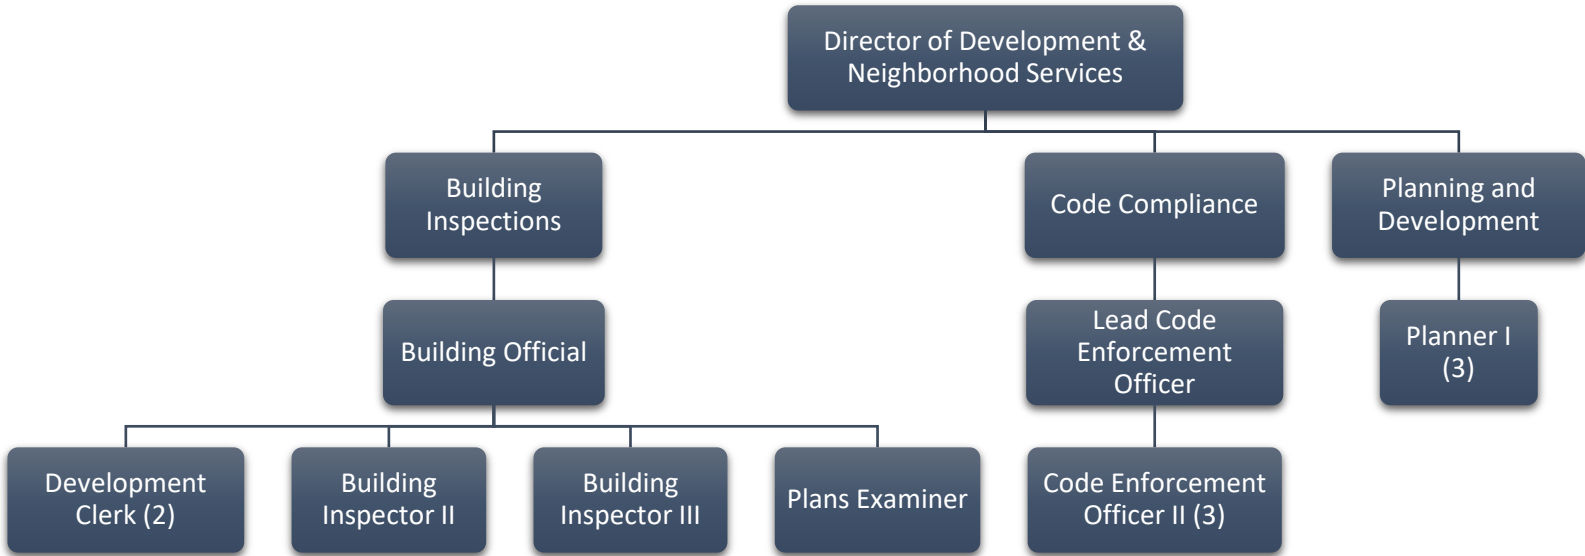 Director of Development &
Neighborhood Services
Building
Inspections
Code Compliance
Planning and
Development
Building Official
Lead Code
Enforcement
Officer
Planner I
(3)
Development
Clerk (2)
Building
Inspector II
Building
Inspector III
Plans Examiner
Code Enforcement
Officer II (3)